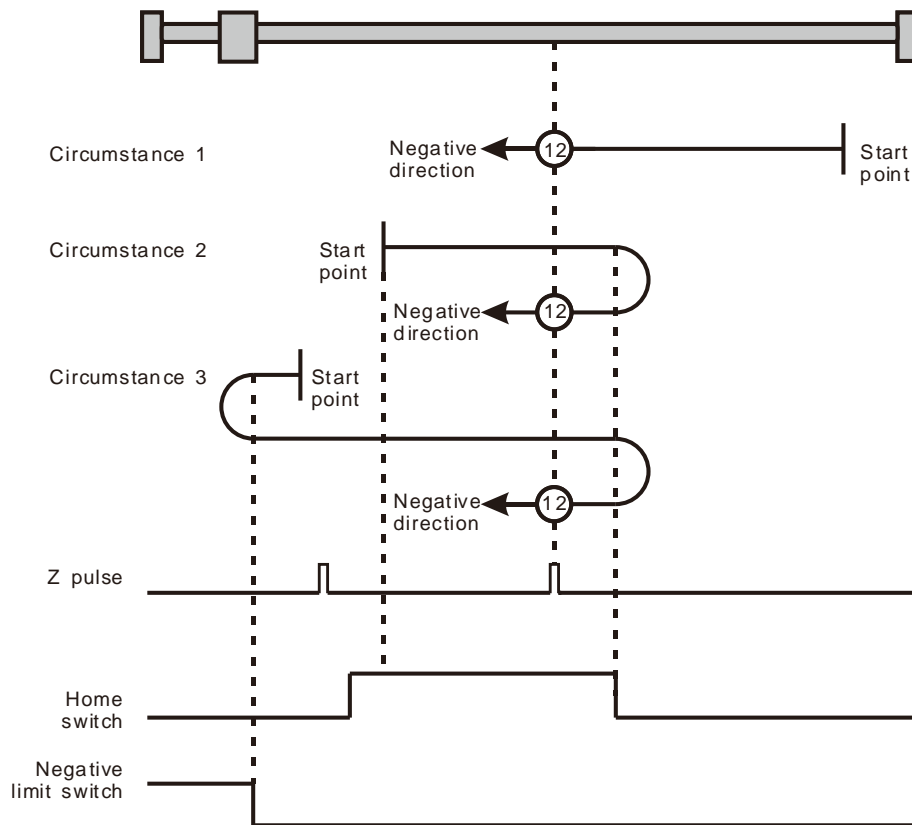 Circumstance 1
Negative
direction
12
Start
point
Circumstance 2
Start
point
Negative
direction
12
Circumstance 3
Start
point
Negative
direction
12
Z pulse
Home
switch
Negative
limit switch